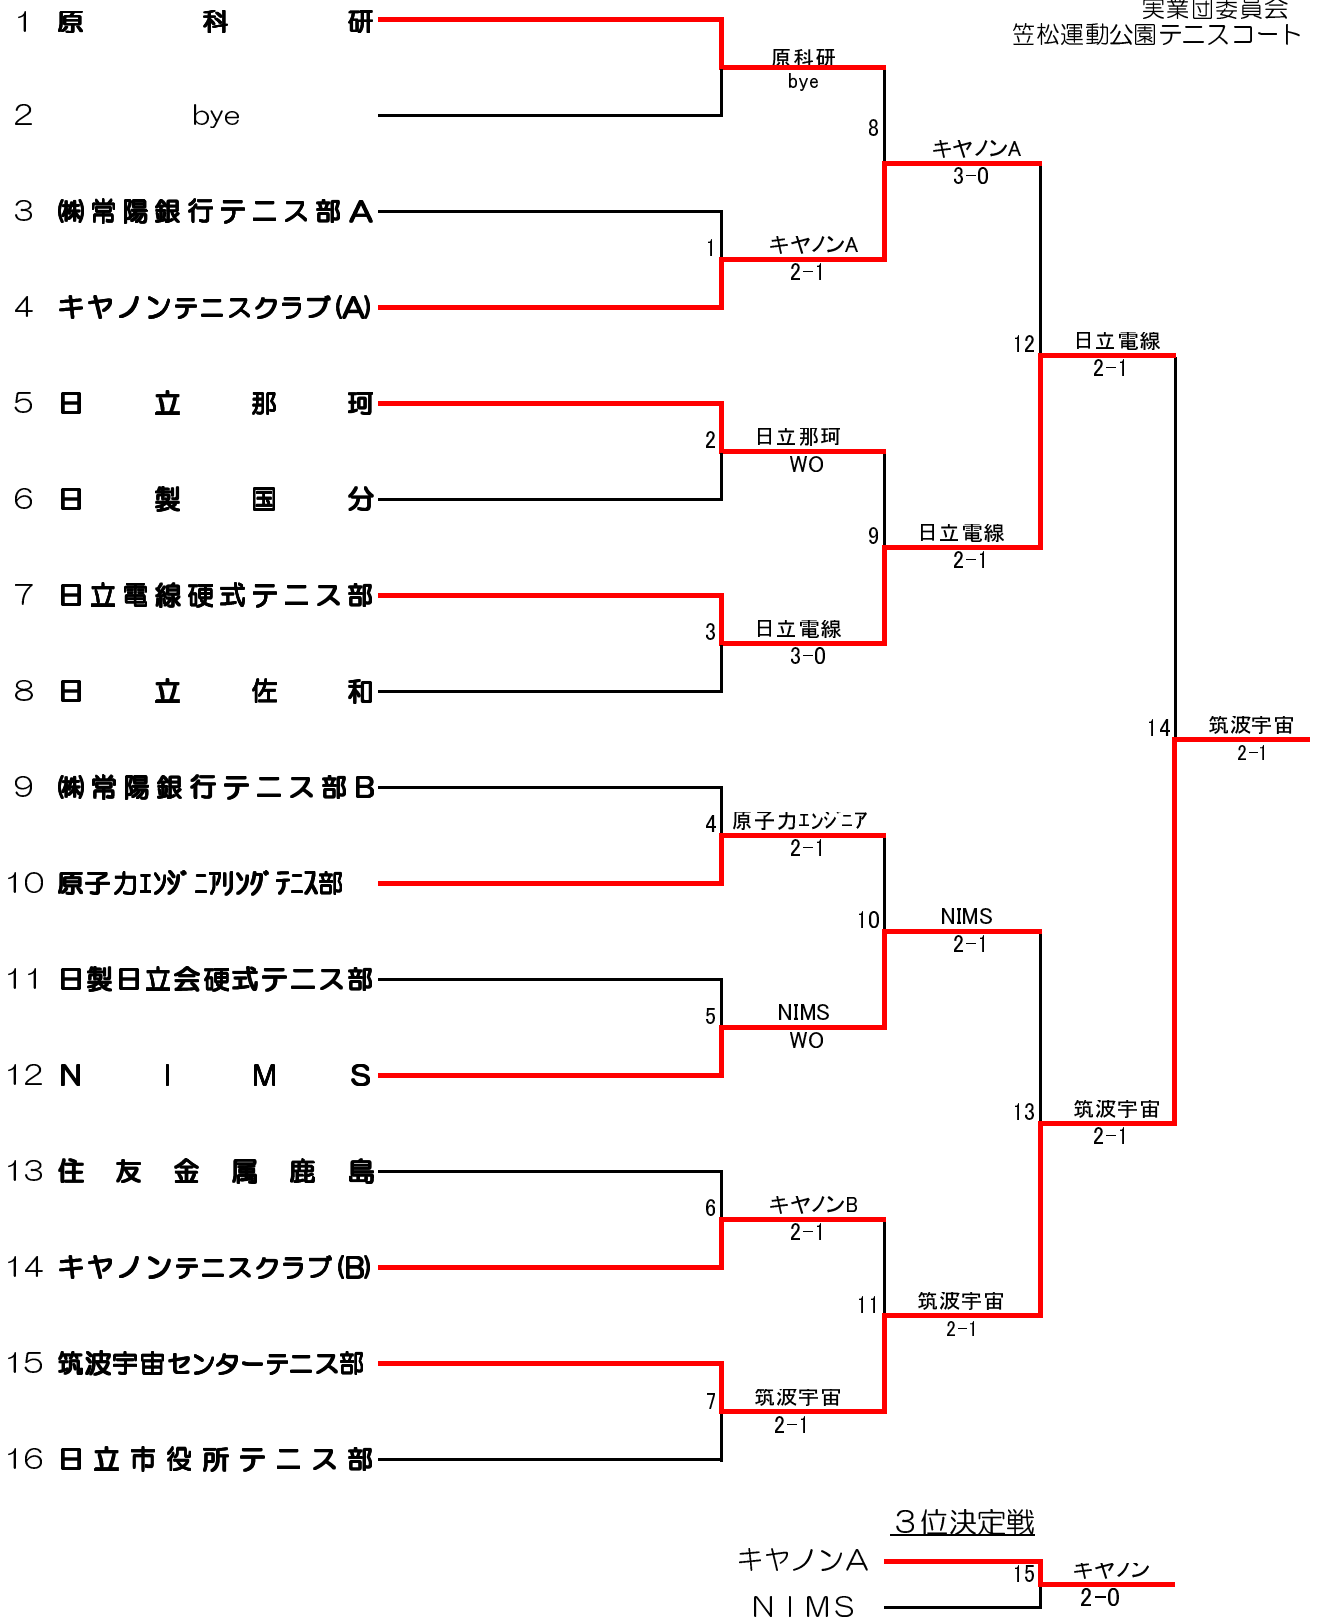 実業団委員会
笠松運動公園テニスコート
1 原科研
原科研
bye
2 bye
8
キヤノンA
3-0
3 ㈱常陽銀行テニス部A
1
キヤノンA
2-1
4 キヤノンテニスクラブ(A)
12
日立電線
2-1
5 日立那珂
2
日立那珂
WO
6 日製国分
9
日立電線
2-1
7 日立電線硬式テニス部
3
日立電線
3-0
8 日立佐和
14
筑波宇宙
2-1
9 ㈱常陽銀行テニス部B
4
原子力ｴﾝｼﾞﾆｱ
2-1
10 原子力ｴﾝｼﾞﾆｱﾘﾝｸﾞﾃﾆｽ部
10
NIMS
2-1
11 日製日立会硬式テニス部
5
NIMS
WO
12 NIMS
13
筑波宇宙
2-1
13 住友金属鹿島
6
キヤノンB
2-1
14 キヤノンテニスクラブ(B)
11
筑波宇宙
2-1
15 筑波宇宙センターテニス部
7
筑波宇宙
2-1
16 日立市役所テニス部
３位決定戦
キヤノンA
15
キヤノン
2-0
NIMS